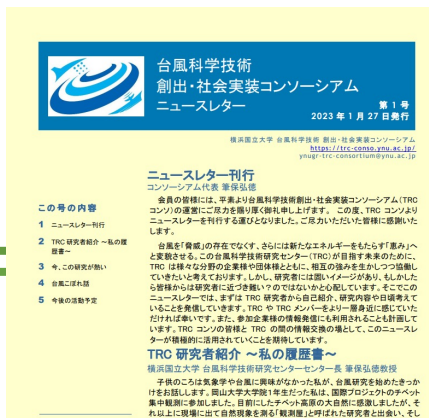 台風科学技術
創出・社会実装コンソーシアム
ニュースレター
第1号
2023年1月27日発行
横浜国立大学 台風科学技術 創出・社会実装コンソーシアム
https://trc-conso.ynu.ac.jp/
ynugr-trc-consortium@ynu.ac.jp
この号の内容
1 ニュースレター刊行
2 TRC 研究者紹介 ～私の履
歴書～
3 今、この研究が熱い
4 台風こぼれ話
5 今後の活動予定
ニュースレター刊行
コンソーシアム代表 筆保弘徳
会員の皆様には、平素より台風科学技術創出・社会実装コンソーシアム(TRC
コンソ)の運営にご尽力を賜り厚く御礼申し上げます。 この度、TRC コンソより
ニュースレターを刊行する運びとなりました。ご尽力いただいた皆様に感謝いた
します。
台風を「脅威」の存在でなくす、さらには新たなエネルギーをもたらす「恵み」へ
と変貌させる。この台風科学技術研究センター(TRC)が目指す未来のために、
TRC は様々な分野の企業様や団体様とともに、相互の強みを生かしつつ協働し
ていきたいと考えております。しかし、研究者には固いイメージがあり、もしかした
ら皆様からは研究者に近づき難い?のではないかと心配しています。そこでこの
ニュースレターでは、まずは TRC 研究者から自己紹介、研究内容や日頃考えて
いることを発信していきます。TRC や TRC メンバーをより一層身近に感じていた
だければ幸いです。また、参加企業様の情報発信にも利用されることも計画して
います。TRC コンソの皆様と TRC の間の情報交換の場として、このニュースレ
ターが積極的に活用されていくことを期待しています。
TRC 研究者紹介 ～私の履歴書～
横浜国立大学 台風科学技術研究センターセンター長 筆保弘徳教授
子供のころは気象学や台風に興味がなかった私が、台風研究を始めたきっか
けをお話します。岡山大学大学院1年生だった私は、国際プロジェクトのチベット
集中観測に参加しました。目前にしたチベット高原の大自然に感激しましたが、そ
れ以上に現場に出て自然現象を測る「観測屋」と呼ばれた研究者と出会い、そし